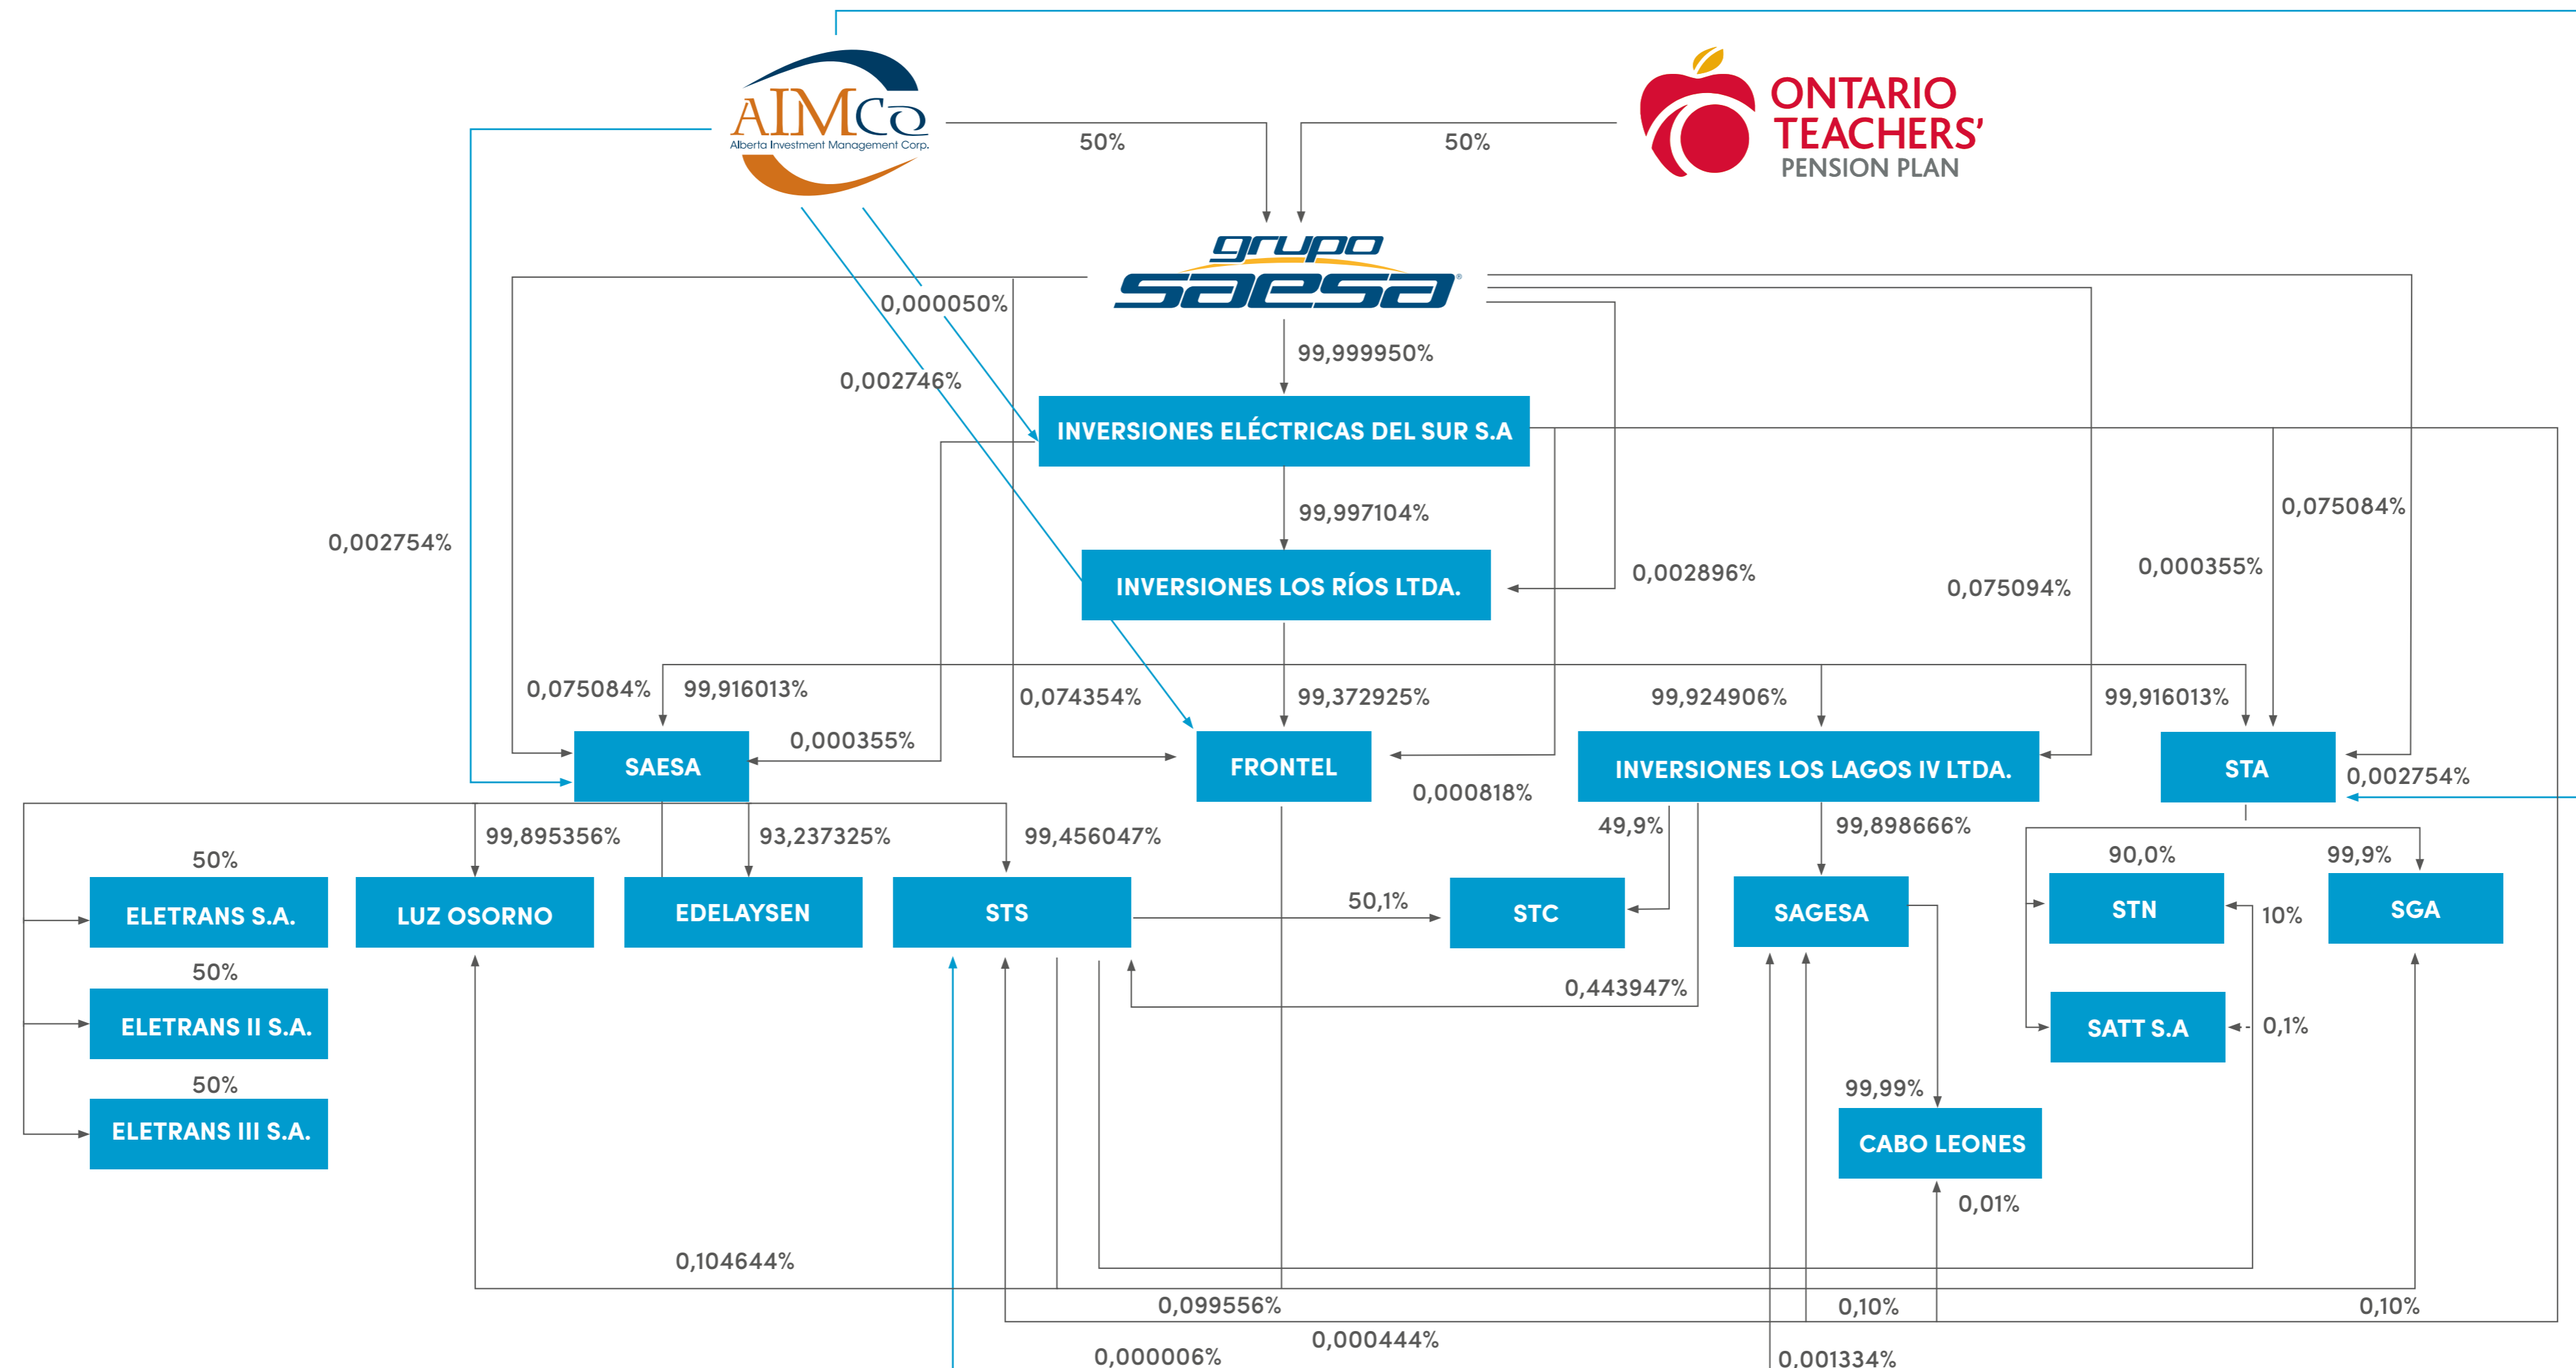 AIMCo
Alberta Investment Management Corp.
50%
50%
ONTARIO
TEACHERS'
PENSION PLAN
grupo
saesa®
0,000050%
99,999950%
0,002746%
INVERSIONES ELÉCTRICAS DEL SUR S.A
99,997104%
0,075084%
0,002754%
0,000355%
0,002896%
0,075094%
INVERSIONES LOS RÍOS LTDA.
0,075084%
99,916013%
0,074354%
99,372925%
99,924906%
99,916013%
0,000355%
SAESA
FRONTEL
INVERSIONES LOS LAGOS IV LTDA.
STA
0,002754%
0,000818%
99,895356%
93,237325%
99,456047%
49,9%
99,898666%
50%
90,0%
99,9%
ELETRANS S.A.
LUZ OSORNO
EDELAYSEN
STS
50,1%
STC
SAGESA
STN
10%
SGA
50%
0,443947%
ELETRANS II S.A.
SATT S.A
0,1%
50%
99,99%
ELETRANS III S.A.
CABO LEONES
0,01%
0,104644%
0,099556%
0,10%
0,10%
0,000444%
0,000006%
0,001334%